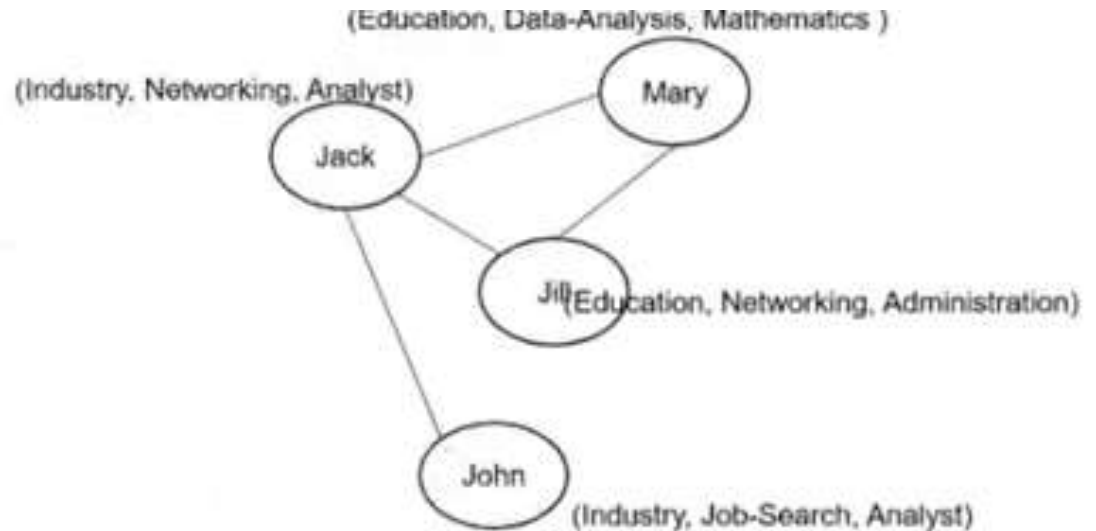 (Education, Data-Analysis, Mathematics )
Mary
(Industry, Networking, Analyst)
Jack
Jill
(Education, Networking, Administration)
John
(Industry, Job-Search, Analyst)